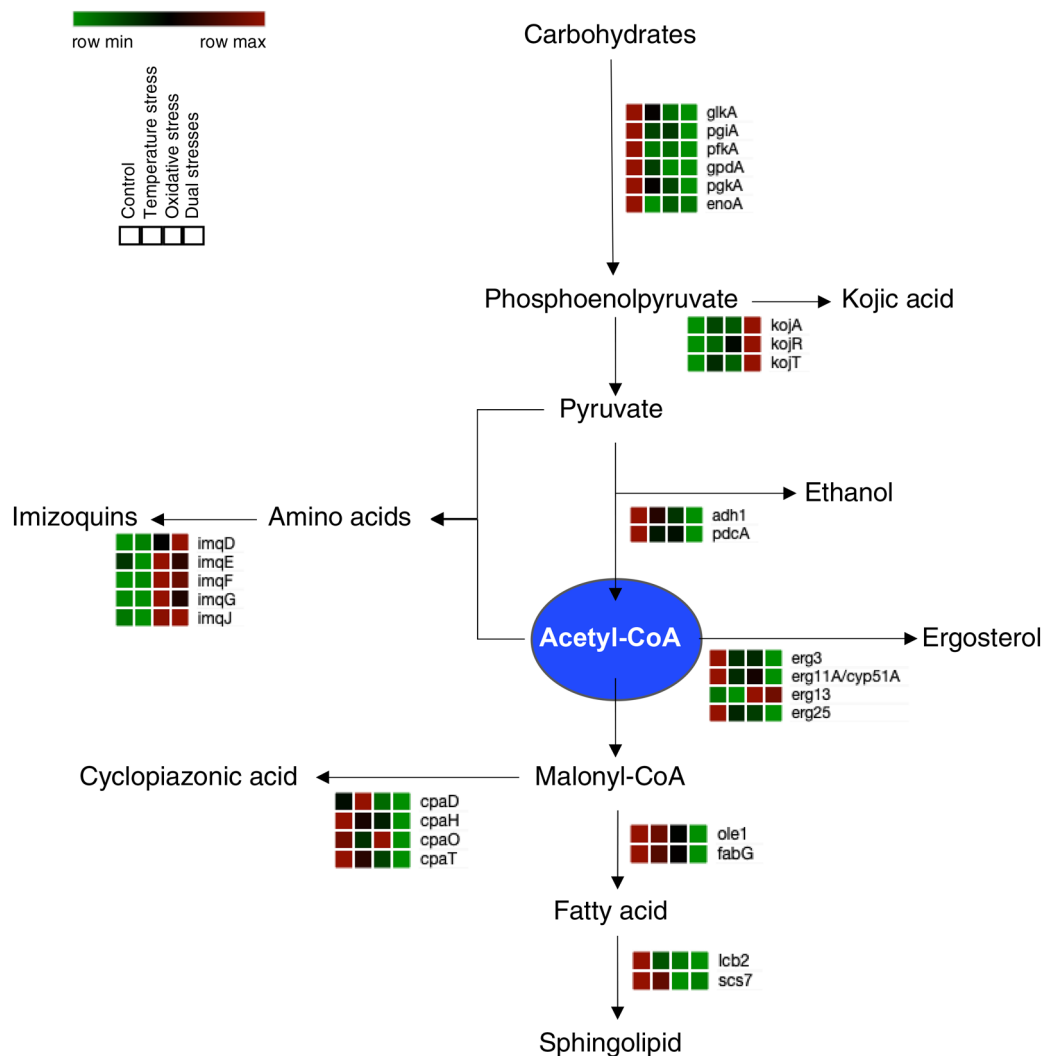 row min
row max
Control
Temperature stress
Oxidative stress
Dual stresses
Carbohydrates
glkA
pgiA
pfkA
gpdA
pgkA
enoA
Phosphoenolpyruvate
Kojic acid
kojA
kojR
kojT
Pyruvate
Ethanol
adh1
pdcA
Imizoquins
Amino acids
imqD
imqE
imqF
imqG
imqJ
Acetyl-CoA
Ergosterol
erg3
erg11A/cyp51A
erg13
erg25
Cyclopiazonic acid
Malonyl-CoA
cpaD
cpaH
cpaO
cpaT
ole1
fabG
Fatty acid
lcb2
scs7
Sphingolipid